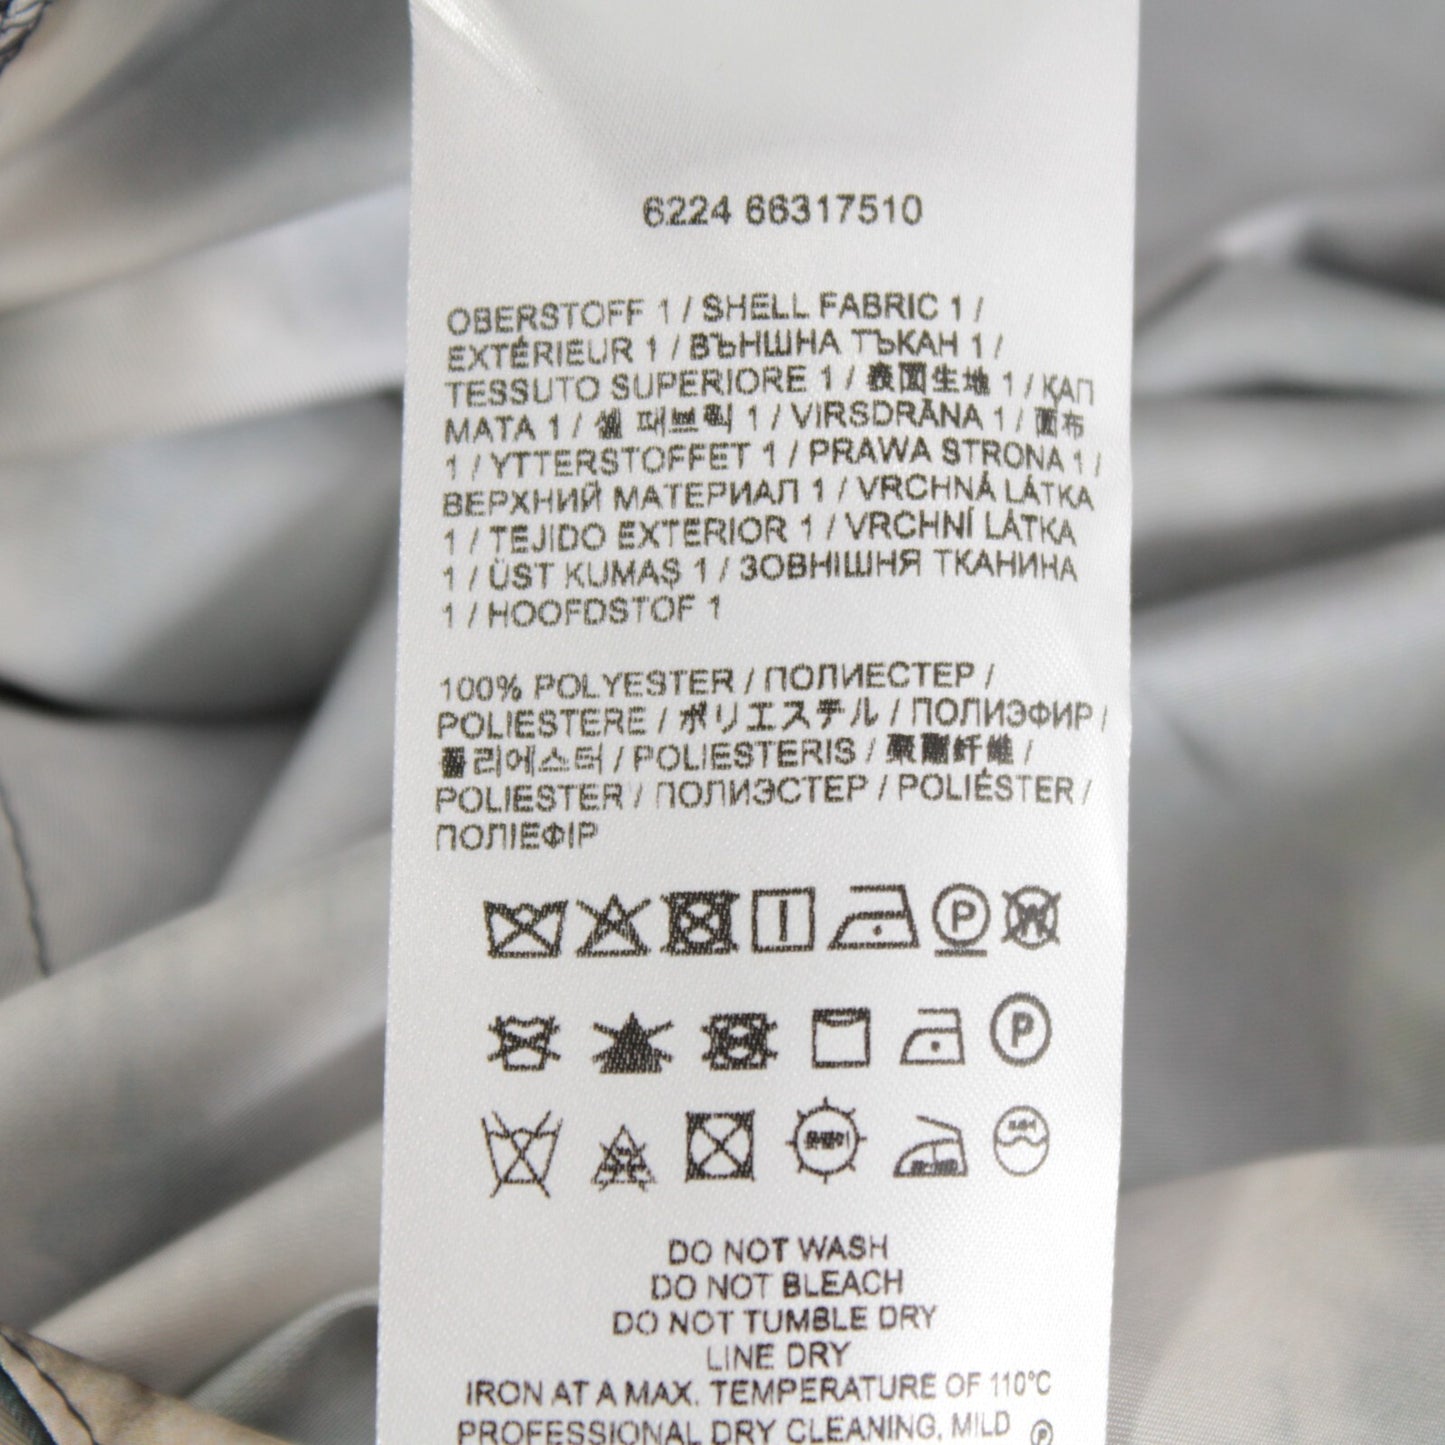 6224 66317510
OBERSTOFF 1 / SHELL FABRIC 1 /
EXTÉRIEUR 1 / ВЪНШНА ТЪКАН 1 /
TESSUTO SUPERIORE 1 / 表面生地 1 / ҚАП
МАТА 1 / 셸 패브릭 1 / VIRSDRĀNA 1 / 面布
1 / YTTERSTOFFET 1 / PRAWA STRONA 1 /
ВЕРХНИЙ МАТЕРИАЛ 1 / VRCHNÁ LÁTKA
1 / TEJIDO EXTERIOR 1 / VRCHNÍ LÁTKA
1 / ÜST KUMAŞ 1 / ЗОВНІШНЯ ТКАНИНА
1 / HOOFDSTOF 1
100% POLYESTER / ПОЛИЕСТЕР /
POLIESTERE / ポリエステル / ПОЛИЭФИР /
폴리에스터 / POLIESTERIS / 聚酯纤维 /
POLIESTER / ПОЛИЭСТЕР / POLIÉSTER /
ПОЛІЕФІР
P W
P
DO NOT WASH
DO NOT BLEACH
DO NOT TUMBLE DRY
LINE DRY
IRON AT A MAX. TEMPERATURE OF 110°C
PROFESSIONAL DRY CLEANING, MILD P